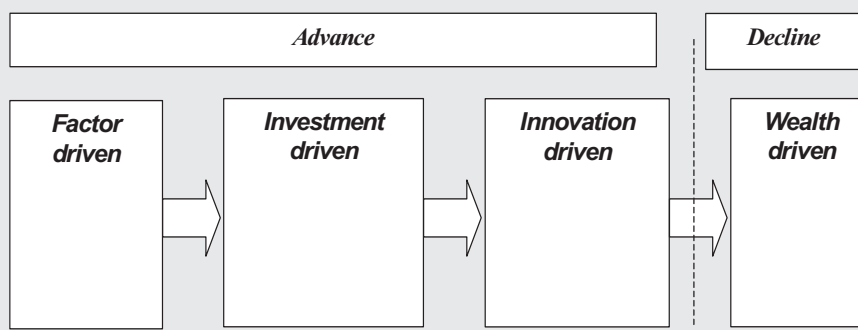 Advance
Decline
Factor
driven
Investment
driven
Innovation
driven
Wealth
driven